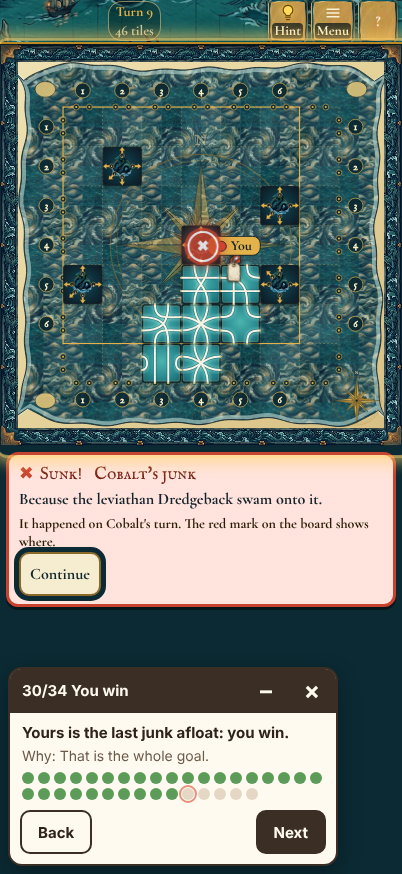 Turn 9
46 tiles
Hint
Menu
?
1 2 3 4 5 6
N
1 1
2 2
3 3
4 You 4
5 5
6 6
1 2 3 4 5 6
✖ Sunk! Cobalt's junk
Because the leviathan Dredgeback swam onto it.
It happened on Cobalt's turn. The red mark on the board shows
where.
Continue
30/34 You win
Yours is the last junk afloat: you win.
Why: That is the whole goal.
Back
Next